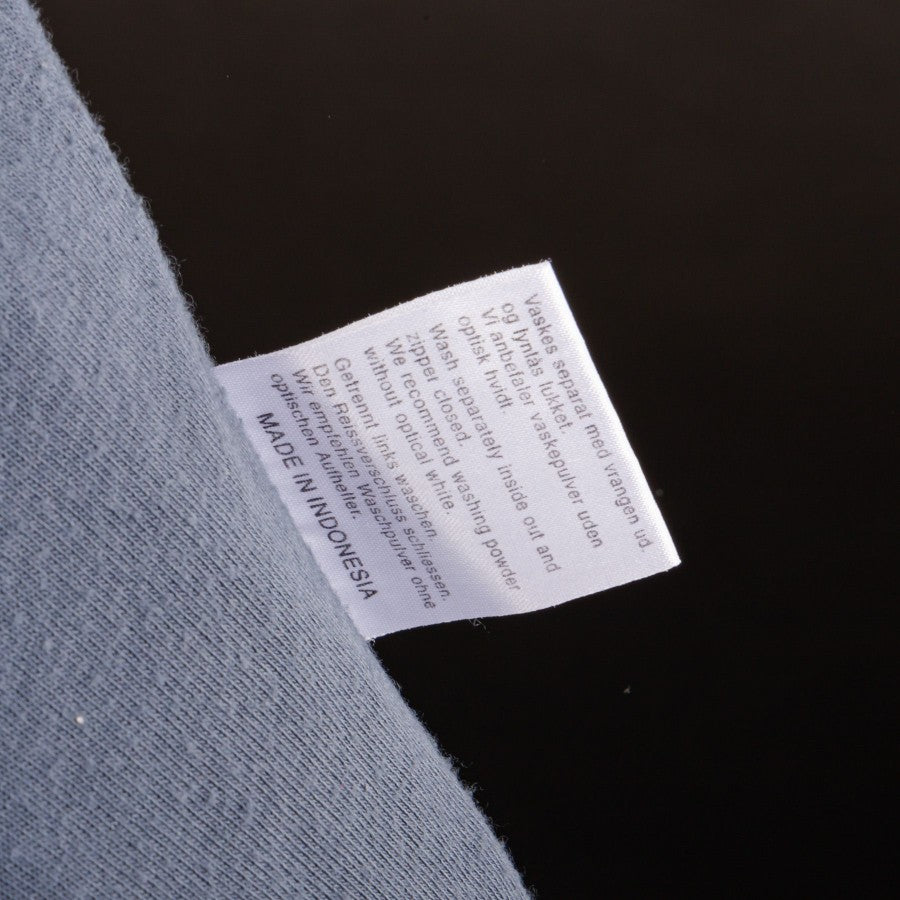 Vaskes separat med vrangen ud
og lynlås lukket.
Vi anbefaler vaskepulver uden
optisk hvidt.
Wash separately inside out and
zipper closed.
We recommend washing powder
without optical white.
Getrennt links waschen.
Den Reissverschluss schliessen.
Wir empfehlen Waschpulver ohne
optischen Aufheller.
MADE IN INDONESIA